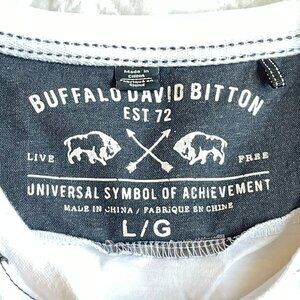 Made in
China
BUFFALO DAVID BITTON
EST 72
LIVE FREE
UNIVERSAL SYMBOL OF ACHIEVEMENT
MADE IN CHINA / FABRIQUE EN CHINE
L/G